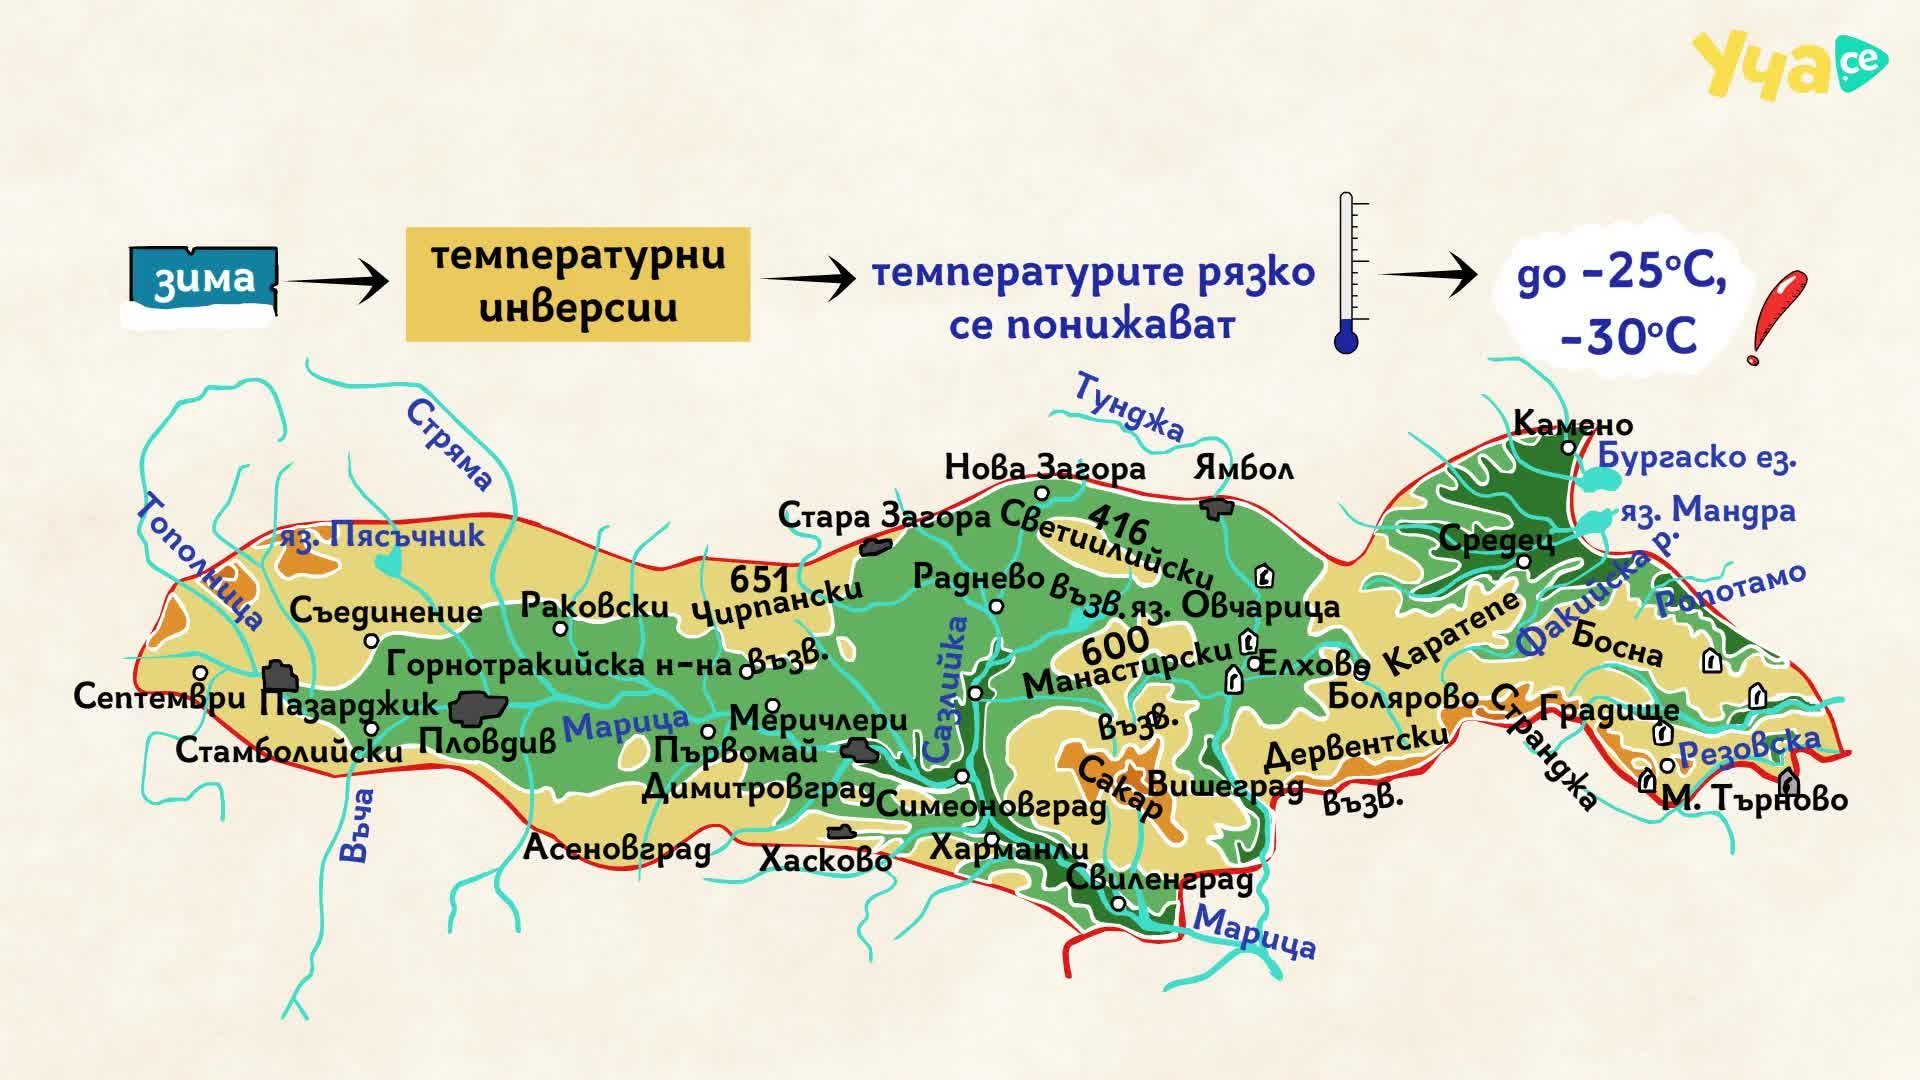 Уча.се
зима
температурни
инверсии
температурите рязко
се понижават
до -25°C,
-30°C
Тунджа
Стряма
Камено
Бургаско ез.
Нова Загора
Ямбол
Тополница
яз. Пясъчник
Стара Загора
416
Светиилийски
възв.
яз. Мандра
Средец
651
Чирпански
възв.
Раднево
яз. Овчарица
Факийска р.
Ропотамо
Съединение
Раковски
Каратепе
Босна
Горнотракийска н-на
600
Манастирски
възв.
Елхово
Сазлийка
Септември
Пазарджик
Болярово
Странджа
Градище
Марица
Меричлери
Стамболийски
Пловдив
Първомай
Дервентски
възв.
Резовска
Сакар
Вишеград
Димитровград
Симеоновград
М. Търново
Въча
Асеновград
Хасково
Харманли
Свиленград
Марица